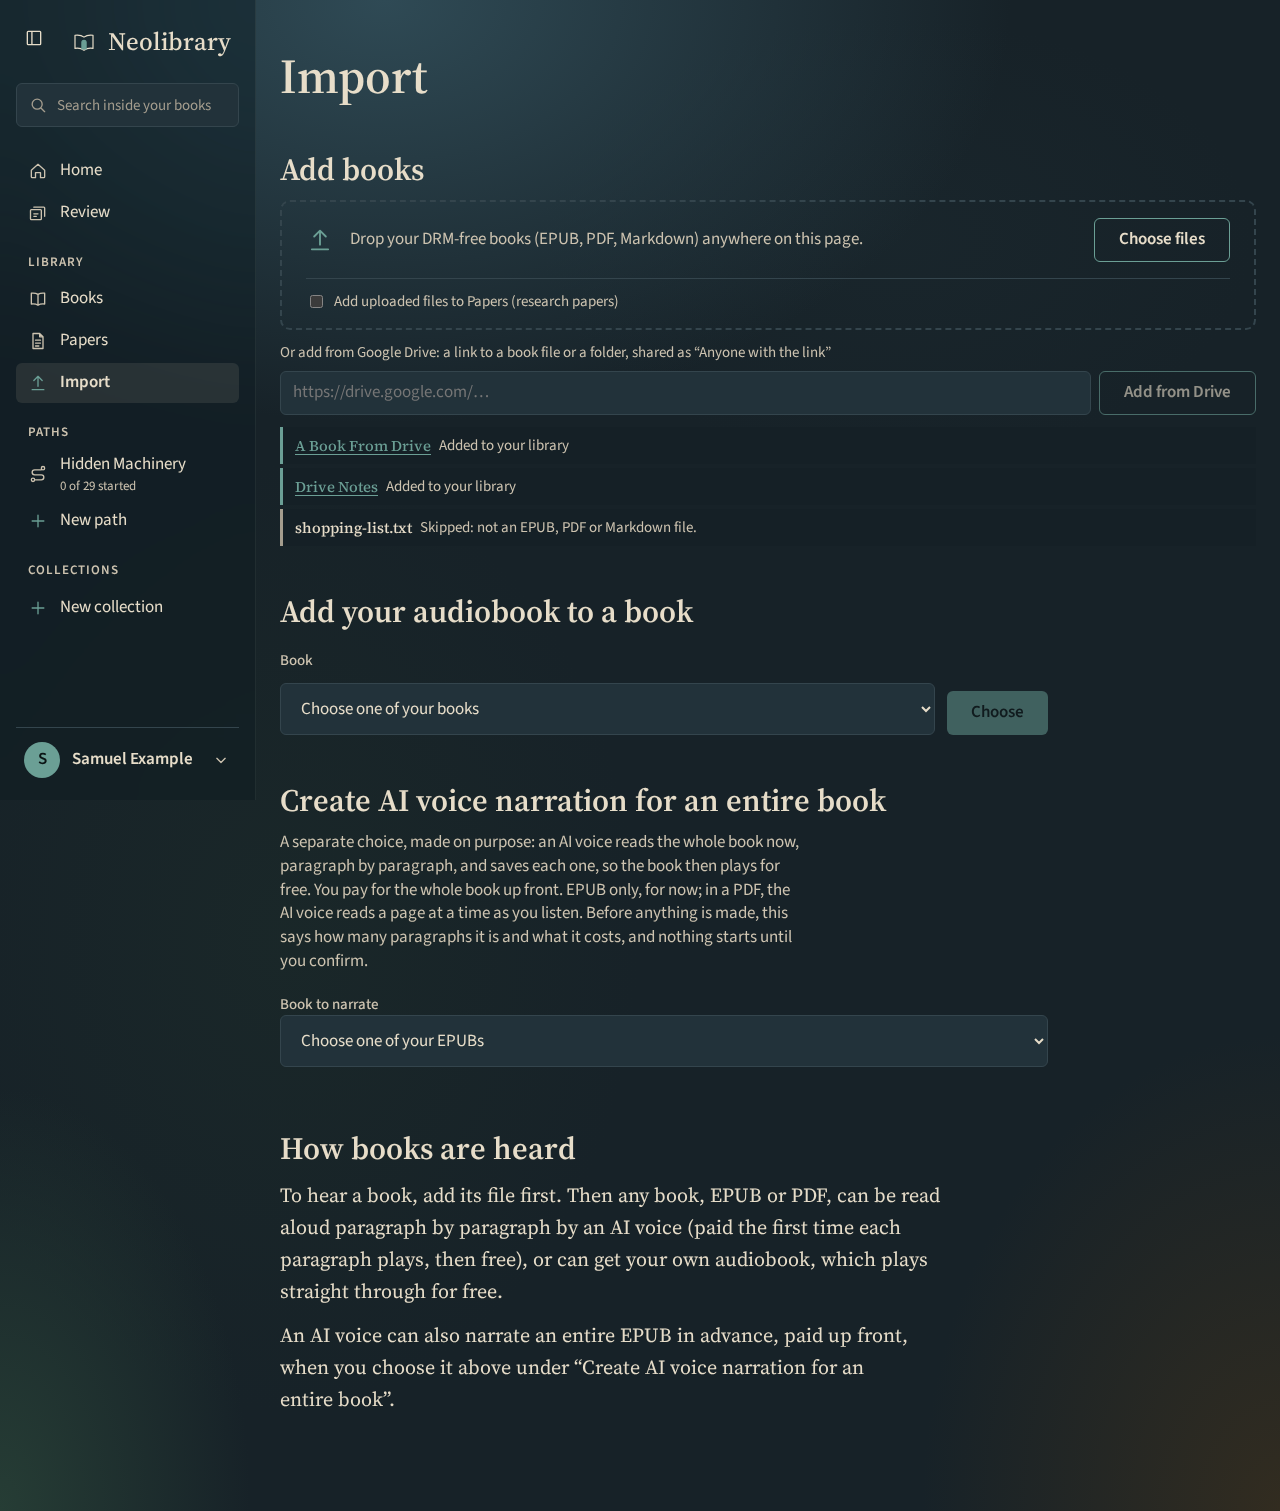 Neolibrary
Search inside your books
Home
Review
LIBRARY
Books
Papers
Import
PATHS
Hidden Machinery
0 of 29 started
New path
COLLECTIONS
New collection
S
Samuel Example
Import
Add books
Drop your DRM-free books (EPUB, PDF, Markdown) anywhere on this page.
Choose files
Add uploaded files to Papers (research papers)
Or add from Google Drive: a link to a book file or a folder, shared as “Anyone with the link”
https://drive.google.com/…
Add from Drive
A Book From Drive Added to your library
Drive Notes Added to your library
shopping-list.txt Skipped: not an EPUB, PDF or Markdown file.
Add your audiobook to a book
Book
Choose one of your books
Choose
Create AI voice narration for an entire book
A separate choice, made on purpose: an AI voice reads the whole book now,
paragraph by paragraph, and saves each one, so the book then plays for
free. You pay for the whole book up front. EPUB only, for now; in a PDF, the
AI voice reads a page at a time as you listen. Before anything is made, this
says how many paragraphs it is and what it costs, and nothing starts until
you confirm.
Book to narrate
Choose one of your EPUBs
How books are heard
To hear a book, add its file first. Then any book, EPUB or PDF, can be read
aloud paragraph by paragraph by an AI voice (paid the first time each
paragraph plays, then free), or can get your own audiobook, which plays
straight through for free.
An AI voice can also narrate an entire EPUB in advance, paid up front,
when you choose it above under “Create AI voice narration for an
entire book”.